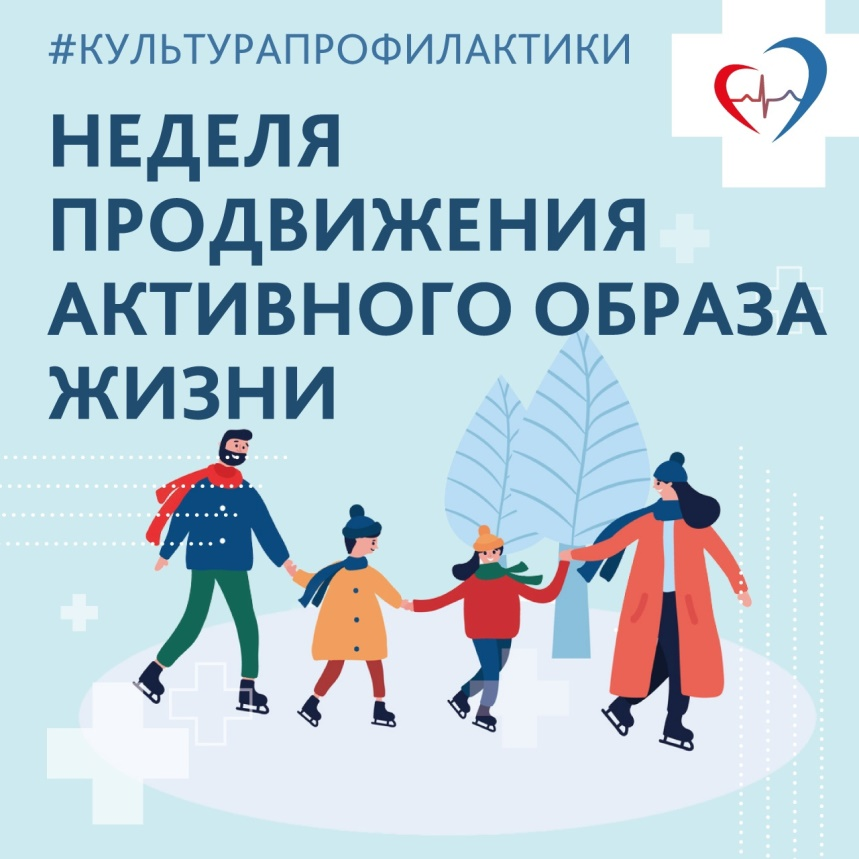 #КУЛЬТУРАПРОФИЛАКТИКИ
НЕДЕЛЯ
ПРОДВИЖЕНИЯ
АКТИВНОГО ОБРАЗА
ЖИЗНИ